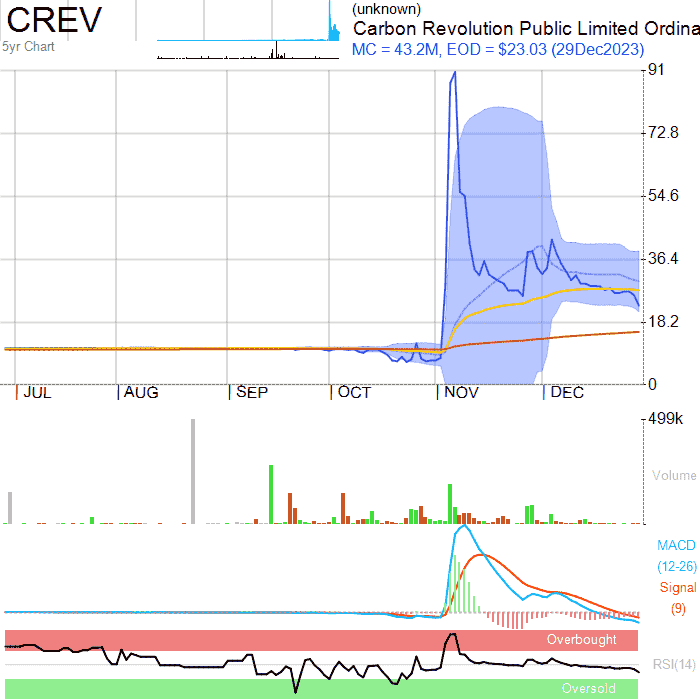 CREV
5yr Chart
(unknown)
Carbon Revolution Public Limited Ordina
MC = 43.2M, EOD = $23.03 (29Dec2023)
91
72.8
54.6
36.4
18.2
0
JUL AUG SEP OCT NOV DEC
499k
Volume
MACD
(12-26)
Signal
(9)
Overbought
RSI(14)
Oversold